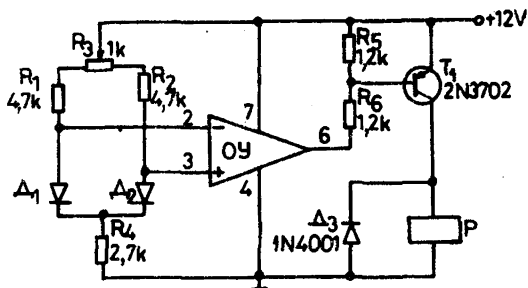 +12V
R3 1k
R5
1,2k
R1
4,7k
R2
4,7k
T1
2N3702
R6
1,2k
7
2
6
ОУ
3
4
Д1
Д2
Д3
1N4001
P
R4
2,7k